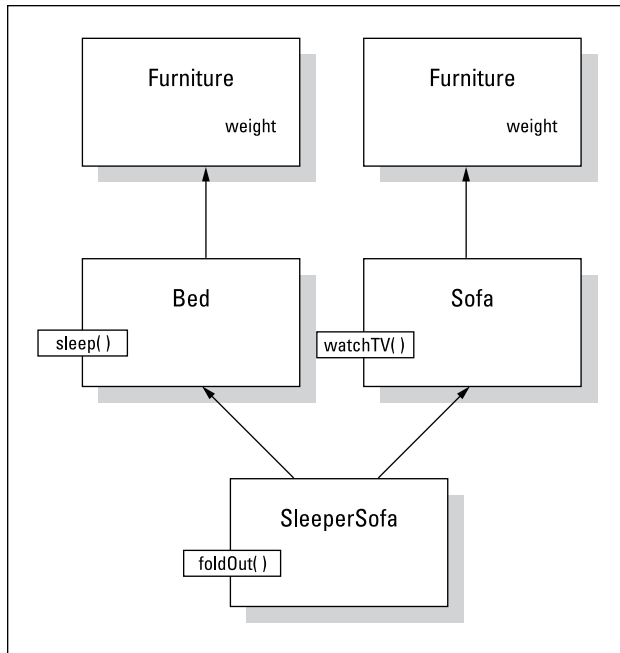 Furniture
weight
Furniture
weight
Bed
sleep( )
Sofa
watchTV( )
SleeperSofa
foldOut( )